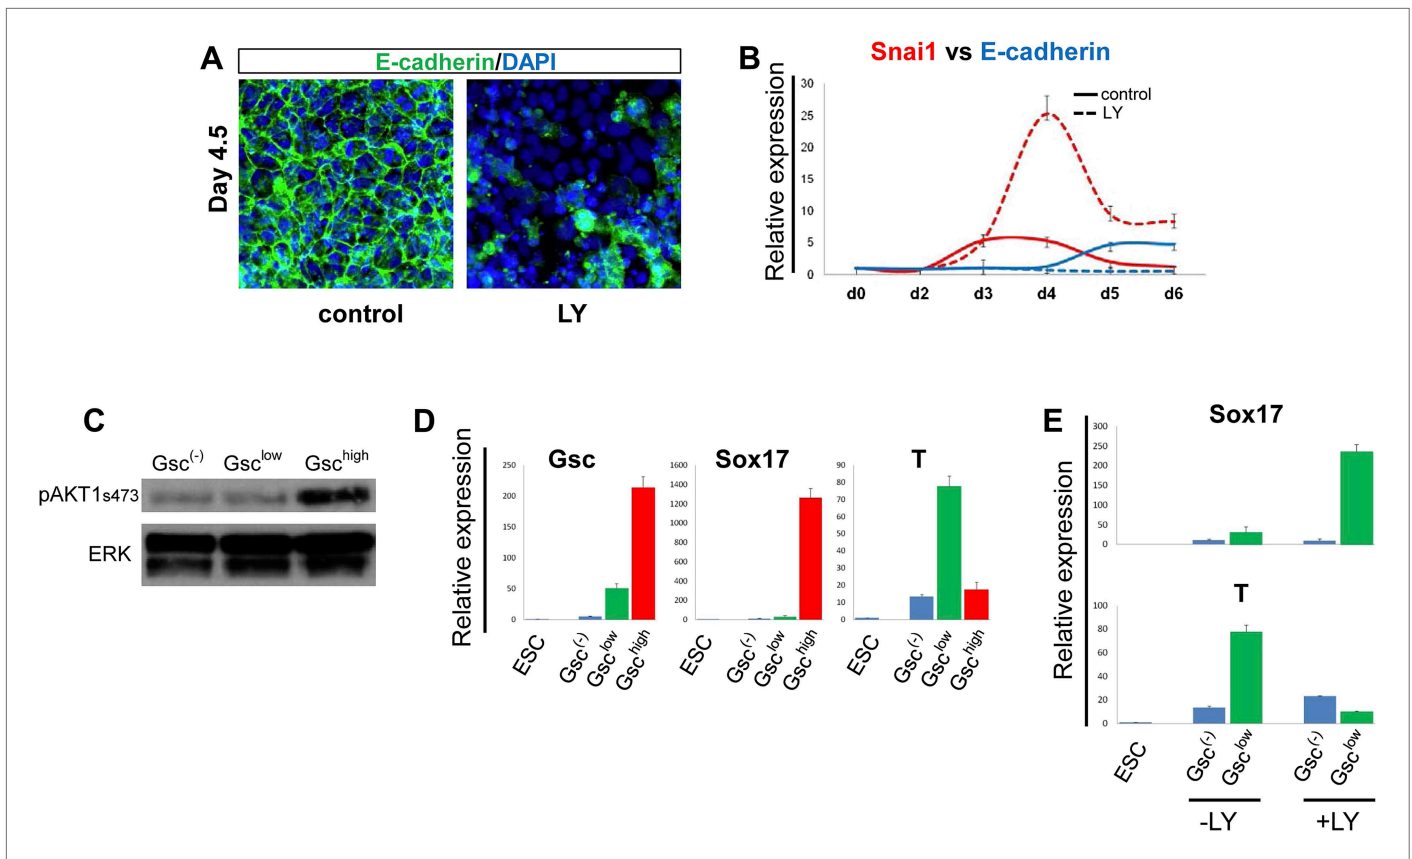 A
E-cadherin/DAPI
Day 4.5
control
LY
B
Snai1 vs E-cadherin
Relative expression
30
25
20
15
10
5
0
control
LY
d0 d2 d3 d4 d5 d6
C
Gsc(-) Gsclow Gschigh
pAKT1s473
ERK
D
Relative expression
Gsc
250
200
150
100
50
0
ESC Gsc(-) Gsclow Gschigh
Sox17
1600
1400
1200
1000
800
600
400
200
0
ESC Gsc(-) Gsclow Gschigh
T
90
80
70
60
50
40
30
20
10
0
ESC Gsc(-) Gsclow Gschigh
E
Relative expression
Sox17
300
250
200
150
100
50
0
T
100
80
60
40
20
0
ESC Gsc(-) Gsclow Gsc(-) Gsclow
-LY +LY